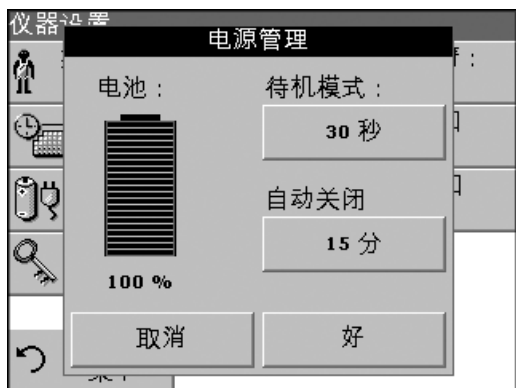 仪器设置
电源管理
电池：
待机模式：
30 秒
自动关闭
15 分
100 %
取消
好